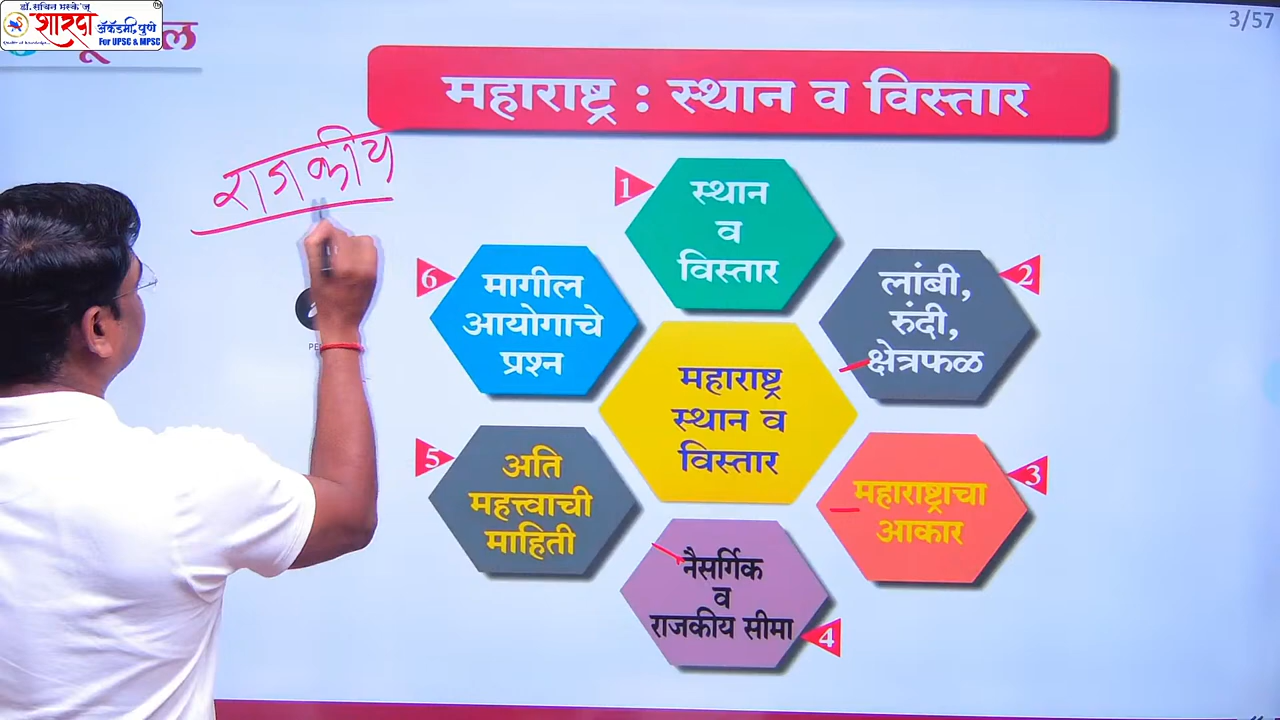 डॉ. सचिन भस्के ज्
शारदा
ॲकॅडमी, पुणे
For UPSC & MPSC
3/57
महाराष्ट्र : स्थान व विस्तार
राजकीय
1
स्थान
व
विस्तार
2
लांबी,
रुंदी,
क्षेत्रफळ
3
महाराष्ट्राचा
आकार
4
नैसर्गिक
व
राजकीय सीमा
5
अति
महत्त्वाची
माहिती
6
मागील
आयोगाचे
प्रश्न
महाराष्ट्र
स्थान व
विस्तार